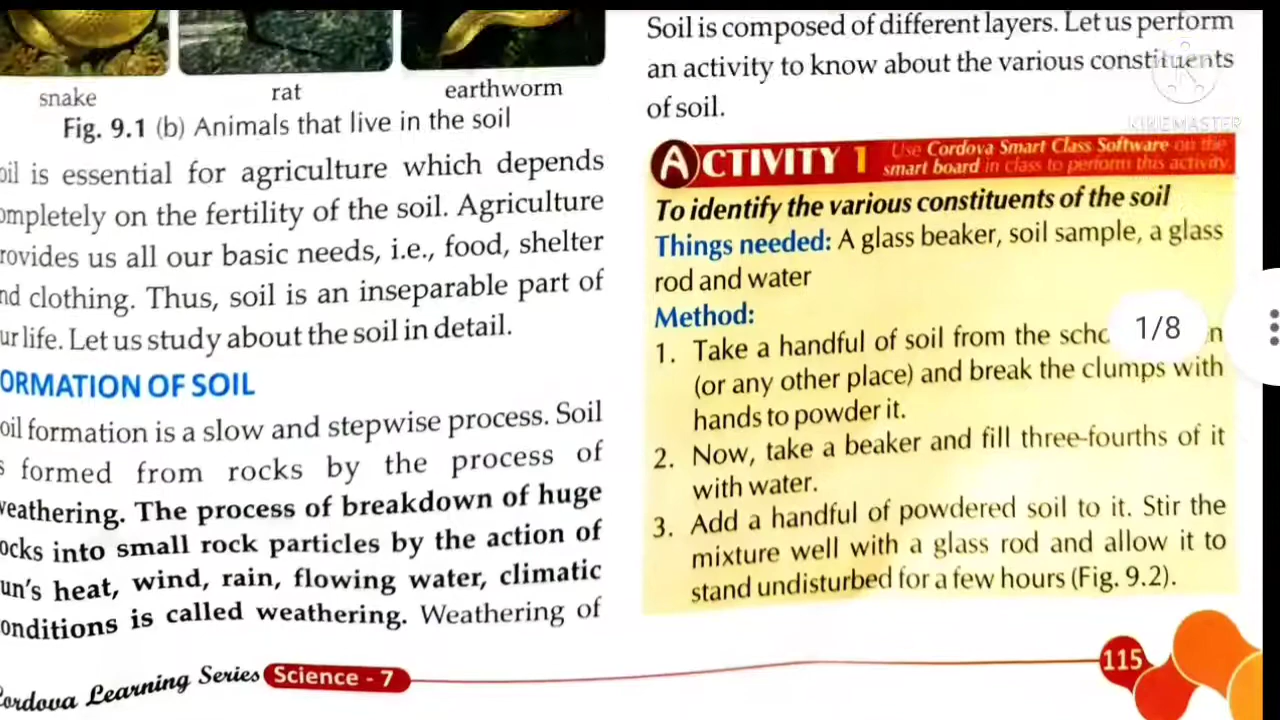 snake
rat
earthworm
Fig. 9.1 (b) Animals that live in the soil
oil is essential for agriculture which depends
ompletely on the fertility of the soil. Agriculture
rovides us all our basic needs, i.e., food, shelter
nd clothing. Thus, soil is an inseparable part of
ur life. Let us study about the soil in detail.
ORMATION OF SOIL
oil formation is a slow and stepwise process. Soil
s formed from rocks by the process of
weathering. The process of breakdown of huge
ocks into small rock particles by the action of
un's heat, wind, rain, flowing water, climatic
onditions is called weathering. Weathering of
Soil is composed of different layers. Let us perform
an activity to know about the various constituents
of soil.
KINEMASTER
ACTIVITY 1
Use Cordova Smart Class Software on the
smart board in class to perform this activity.
To identify the various constituents of the soil
Things needed: A glass beaker, soil sample, a glass
rod and water
Method:
1. Take a handful of soil from the scho n
1/8
(or any other place) and break the clumps with
hands to powder it.
2. Now, take a beaker and fill three-fourths of it
with water.
3. Add a handful of powdered soil to it. Stir the
mixture well with a glass rod and allow it to
stand undisturbed for a few hours (Fig. 9.2).
Cordova Learning Series Science - 7
115